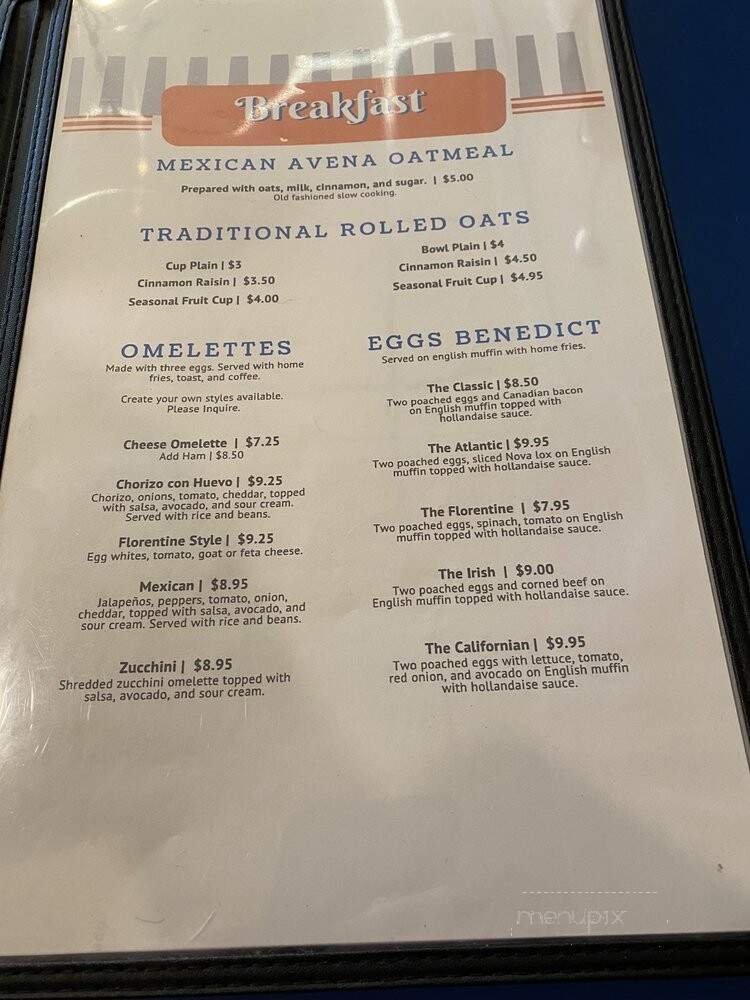 Breakfast
MEXICAN AVENA OATMEAL
Prepared with oats, milk, cinnamon, and sugar. | $5.00
Old fashioned slow cooking.
TRADITIONAL ROLLED OATS
Cup Plain | $3
Cinnamon Raisin | $3.50
Seasonal Fruit Cup | $4.00
Bowl Plain | $4
Cinnamon Raisin | $4.50
Seasonal Fruit Cup | $4.95
OMELETTES
Made with three eggs. Served with home
fries, toast, and coffee.
Create your own styles available.
Please Inquire.
Cheese Omelette | $7.25
Add Ham | $8.50
Chorizo con Huevo | $9.25
Chorizo, onions, tomato, cheddar, topped
with salsa, avocado, and sour cream.
Served with rice and beans.
Florentine Style | $9.25
Egg whites, tomato, goat or feta cheese.
Mexican | $8.95
Jalapeños, peppers, tomato, onion,
cheddar, topped with salsa, avocado, and
sour cream. Served with rice and beans.
Zucchini | $8.95
Shredded zucchini omelette topped with
salsa, avocado, and sour cream.
EGGS BENEDICT
Served on english muffin with home fries.
The Classic | $8.50
Two poached eggs and Canadian bacon
on English muffin topped with
hollandaise sauce.
The Atlantic | $9.95
Two poached eggs, sliced Nova lox on English
muffin topped with hollandaise sauce.
The Florentine | $7.95
Two poached eggs, spinach, tomato on English
muffin topped with hollandaise sauce.
The Irish | $9.00
Two poached eggs and corned beef on
English muffin topped with hollandaise sauce.
The Californian | $9.95
Two poached eggs with lettuce, tomato,
red onion, and avocado on English muffin
with hollandaise sauce.
menupix